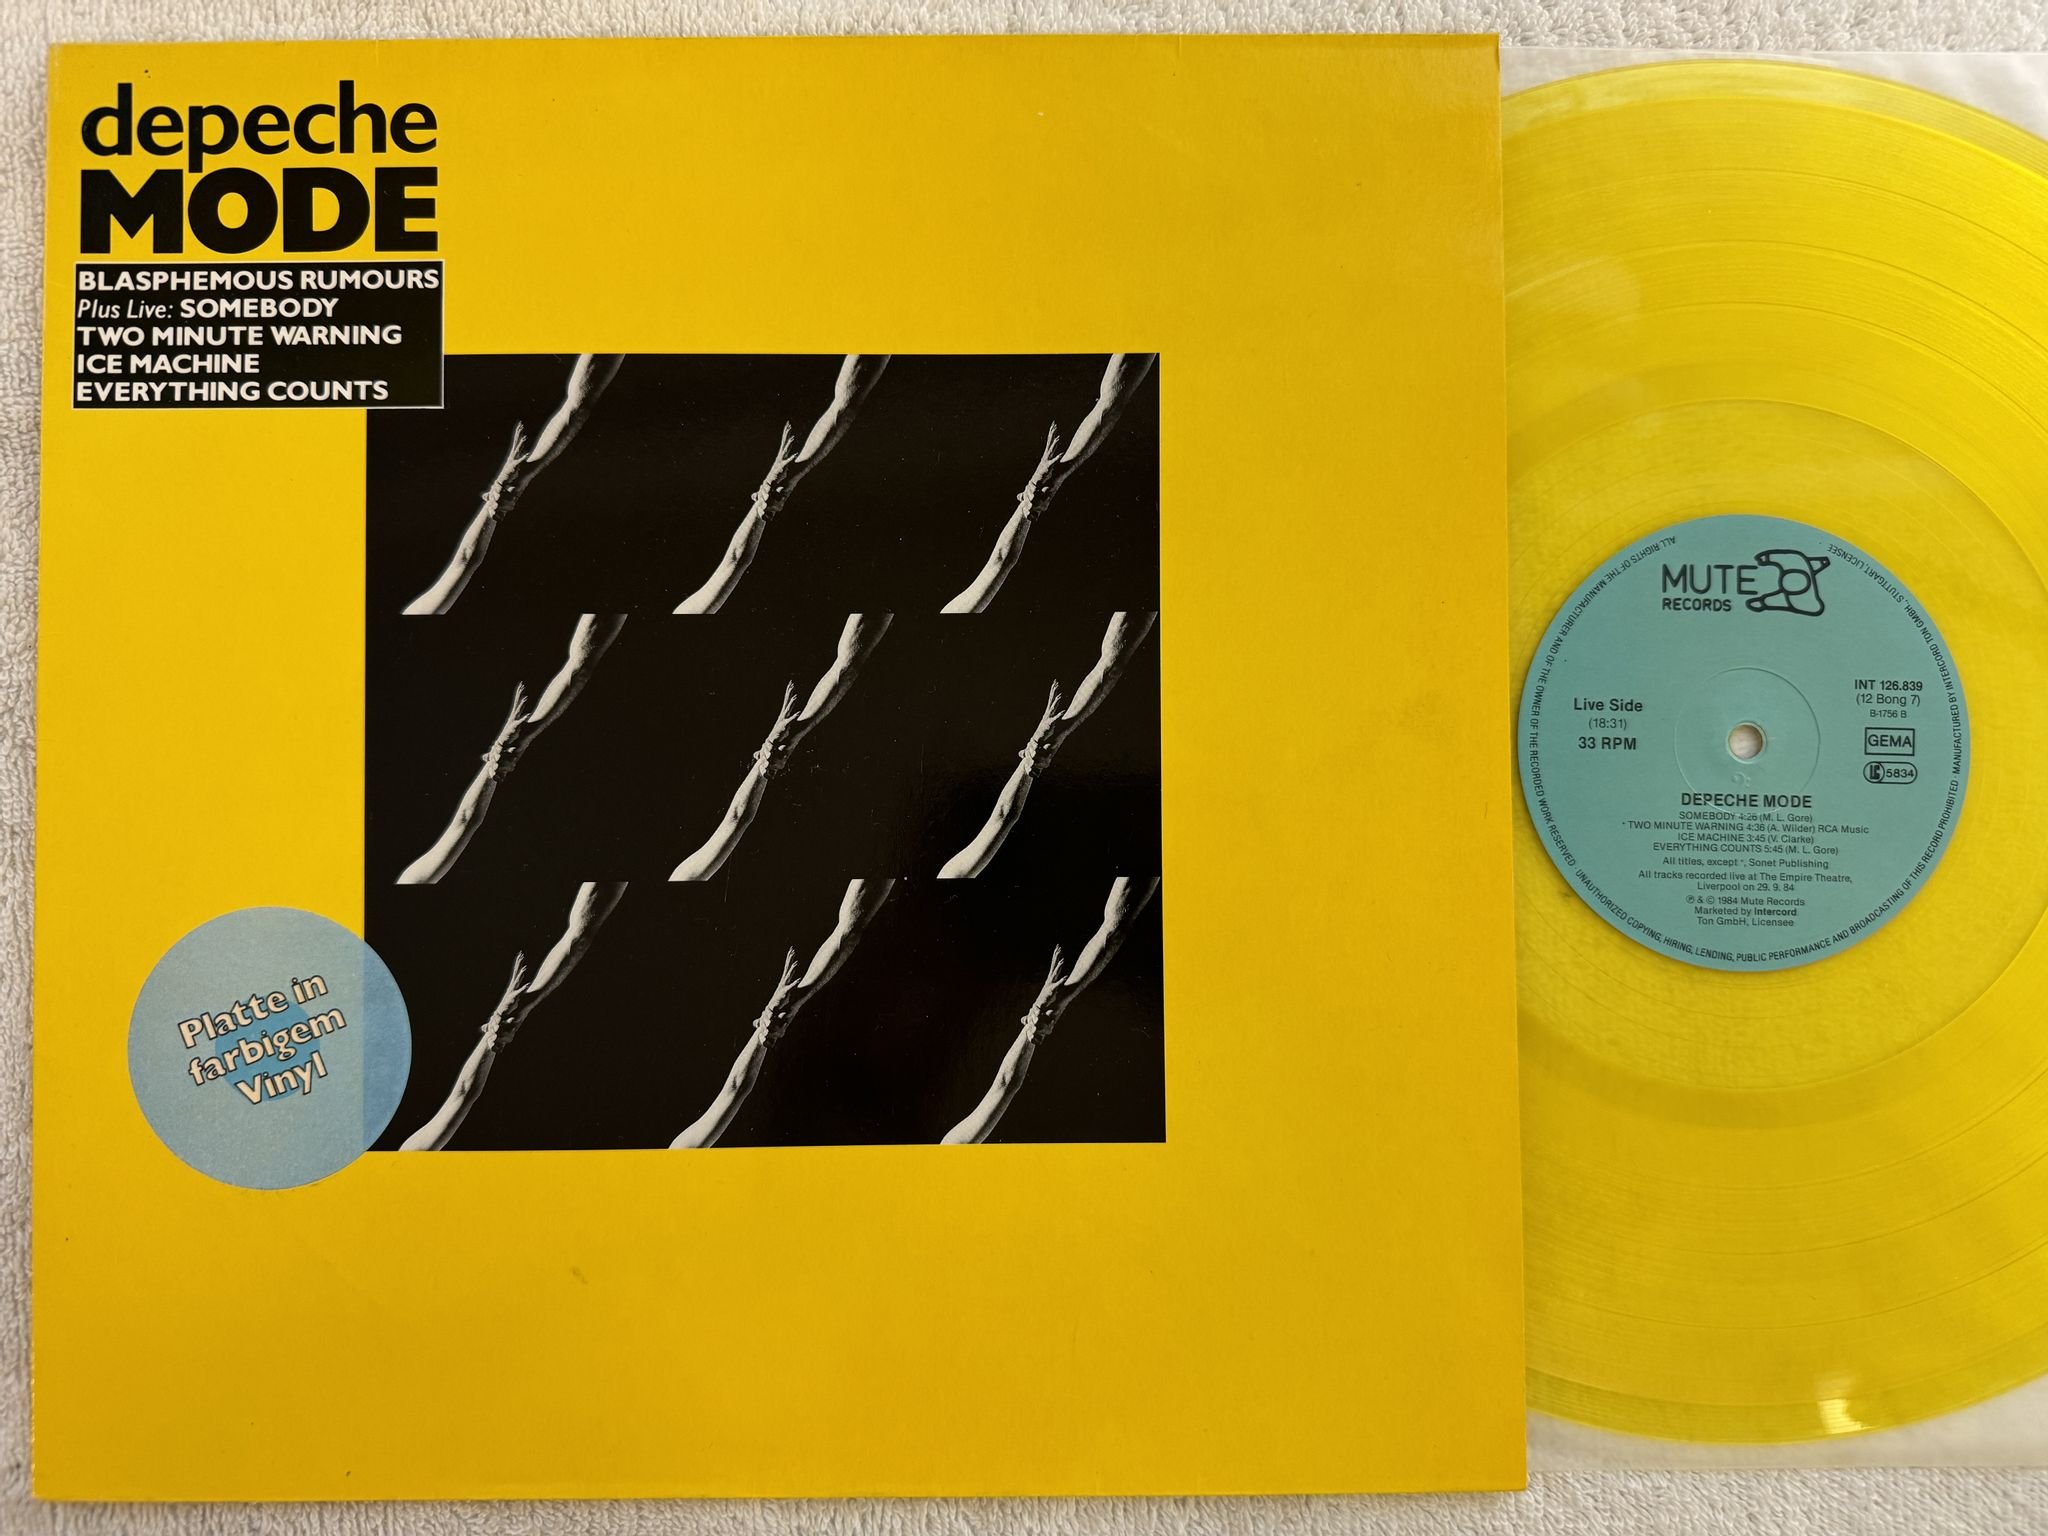 depeche
MODE
BLASPHEMOUS RUMOURS
Plus Live: SOMEBODY
TWO MINUTE WARNING
ICE MACHINE
EVERYTHING COUNTS
Platte in
farbigem
Vinyl
MUTE
RECORDS
Live Side
(18:31)
33 RPM
INT 126.839
(12 Bong 7)
B-1756 B
GEMA
LC 5834
DEPECHE MODE
SOMEBODY 4:26 (M. L. Gore)
* TWO MINUTE WARNING 4:36 (A. Wilder) RCA Music
ICE MACHINE 3:45 (V. Clarke)
EVERYTHING COUNTS 5:45 (M. L. Gore)
All titles, except *, Sonet Publishing
All tracks recorded live at The Empire Theatre,
Liverpool on 29. 9. 84
℗ & © 1984 Mute Records
Marketed by Intercord
Ton GmbH, Licensee
ALL RIGHTS OF THE MANUFACTURER AND OF THE OWNER OF THE RECORDED WORK RESERVED · UNAUTHORIZED COPYING, HIRING, LENDING, PUBLIC PERFORMANCE AND BROADCASTING OF THIS RECORD PROHIBITED · MANUFACTURED BY INTERCORD TON GMBH, STUTTGART, LICENSEE ·